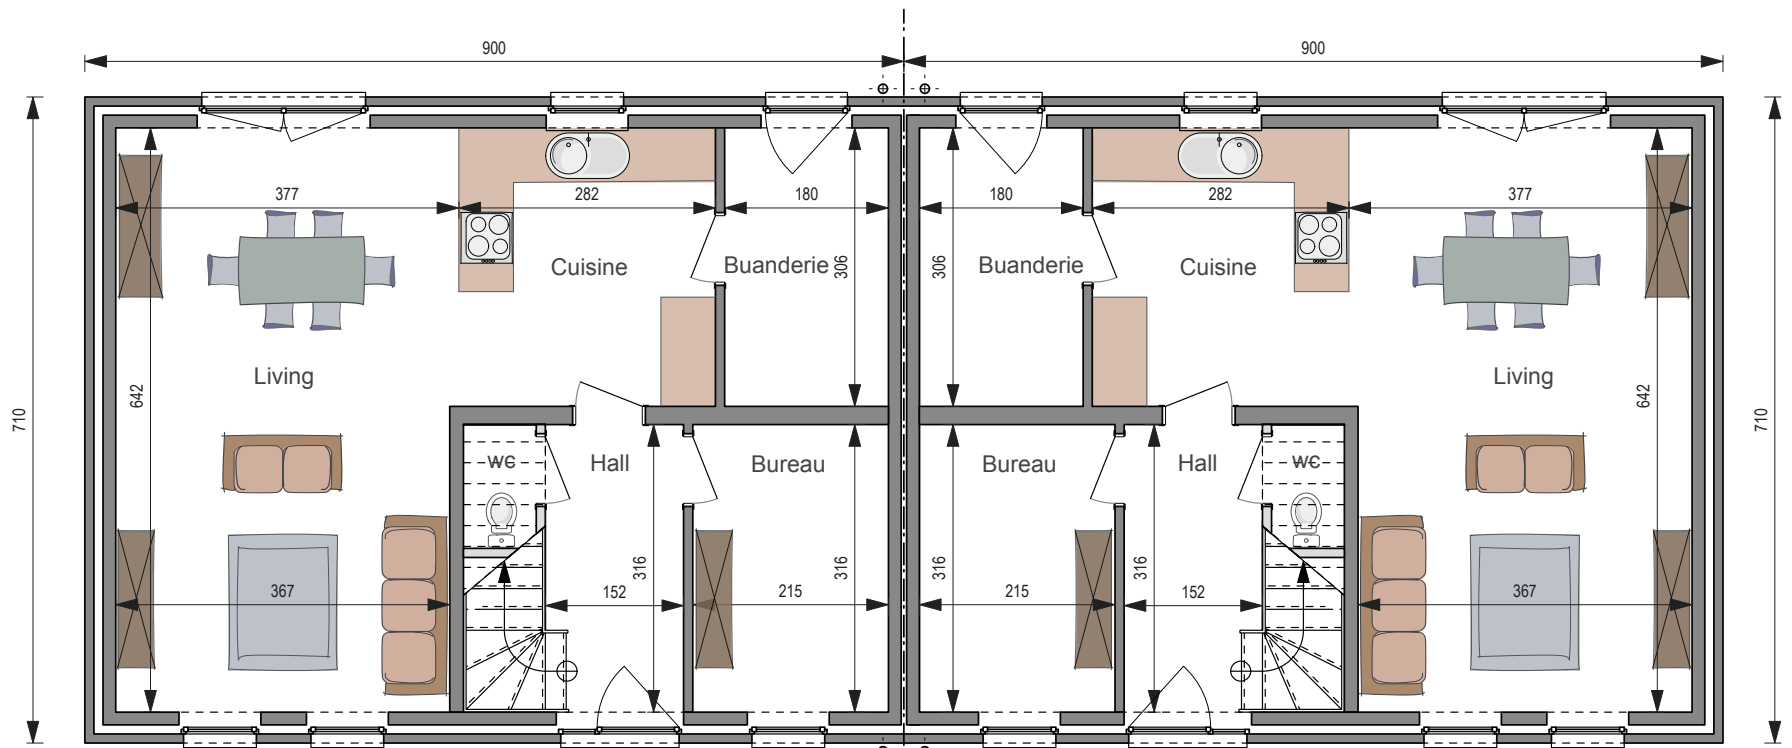 900 900
377 282 180 180 282 377
Cuisine Buanderie 306 306 Buanderie Cuisine
Living Living
710 642 642 710
WC Hall Bureau Bureau Hall WC
316 316 316 316
367 152 215 215 152 367